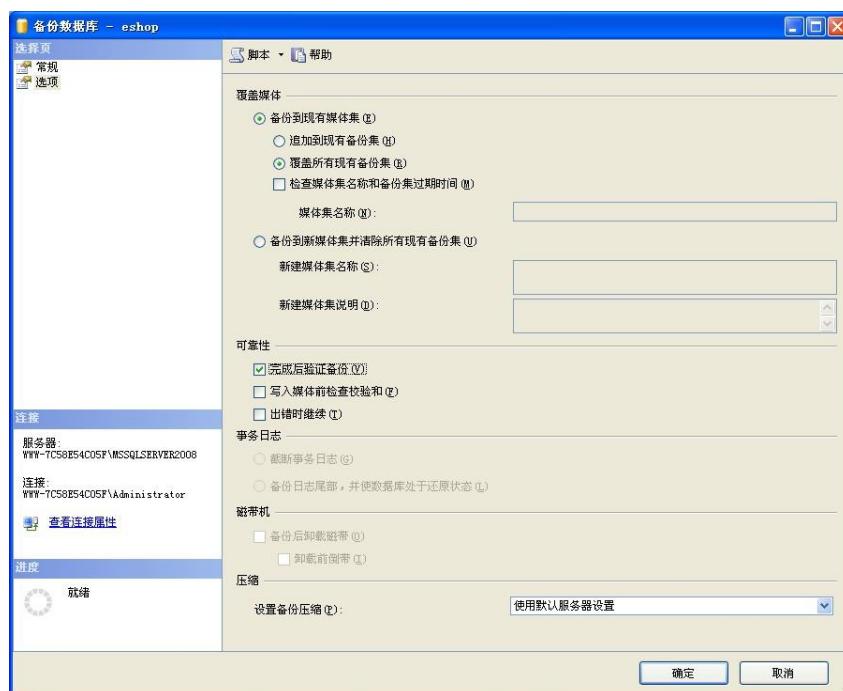 备份数据库 - eshop
选择页
常规
选项
脚本
帮助
覆盖媒体
备份到现有媒体集(E)
追加到现有备份集(H)
覆盖所有现有备份集(R)
检查媒体集名称和备份集过期时间(M)
媒体集名称(N):
备份到新媒体集并清除所有现有备份集(U)
新建媒体集名称(S):
新建媒体集说明(D):
可靠性
完成后验证备份(V)
写入媒体前检查校验和(F)
出错时继续(T)
事务日志
截断事务日志(G)
备份日志尾部，并使数据库处于还原状态(L)
磁带机
备份后卸载磁带(O)
卸载前倒带(I)
压缩
设置备份压缩(P):
使用默认服务器设置
连接
服务器:
WWW-7C58E54C05F\MSSQLSERVER2008
连接:
WWW-7C58E54C05F\Administrator
查看连接属性
进度
就绪
确定
取消